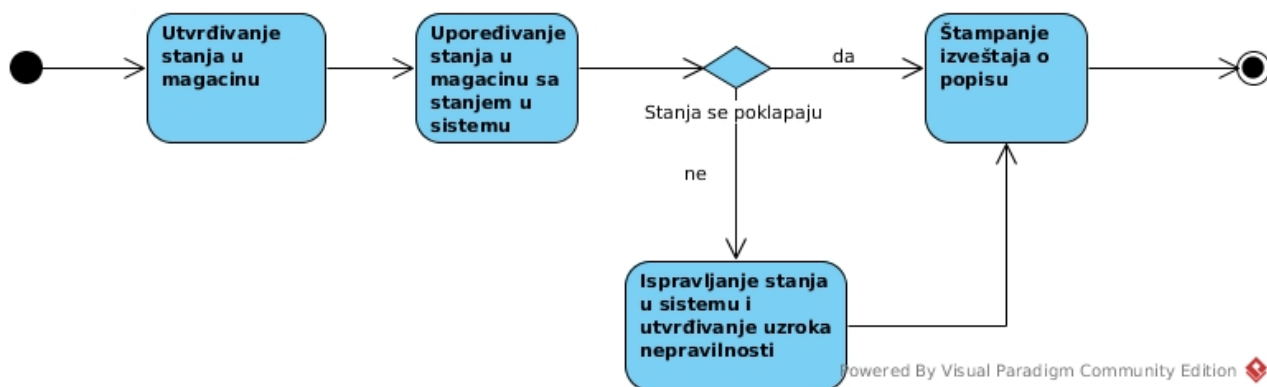 Utvrđivanje
stanja u
magacinu
Upoređivanje
stanja u
magacinu sa
stanjem u
sistemu
da
Štampanje
izveštaja o
popisu
Stanja se poklapaju
ne
Ispravljanje stanja
u sistemu i
utvrđivanje uzroka
nepravilnosti
Powered By Visual Paradigm Community Edition